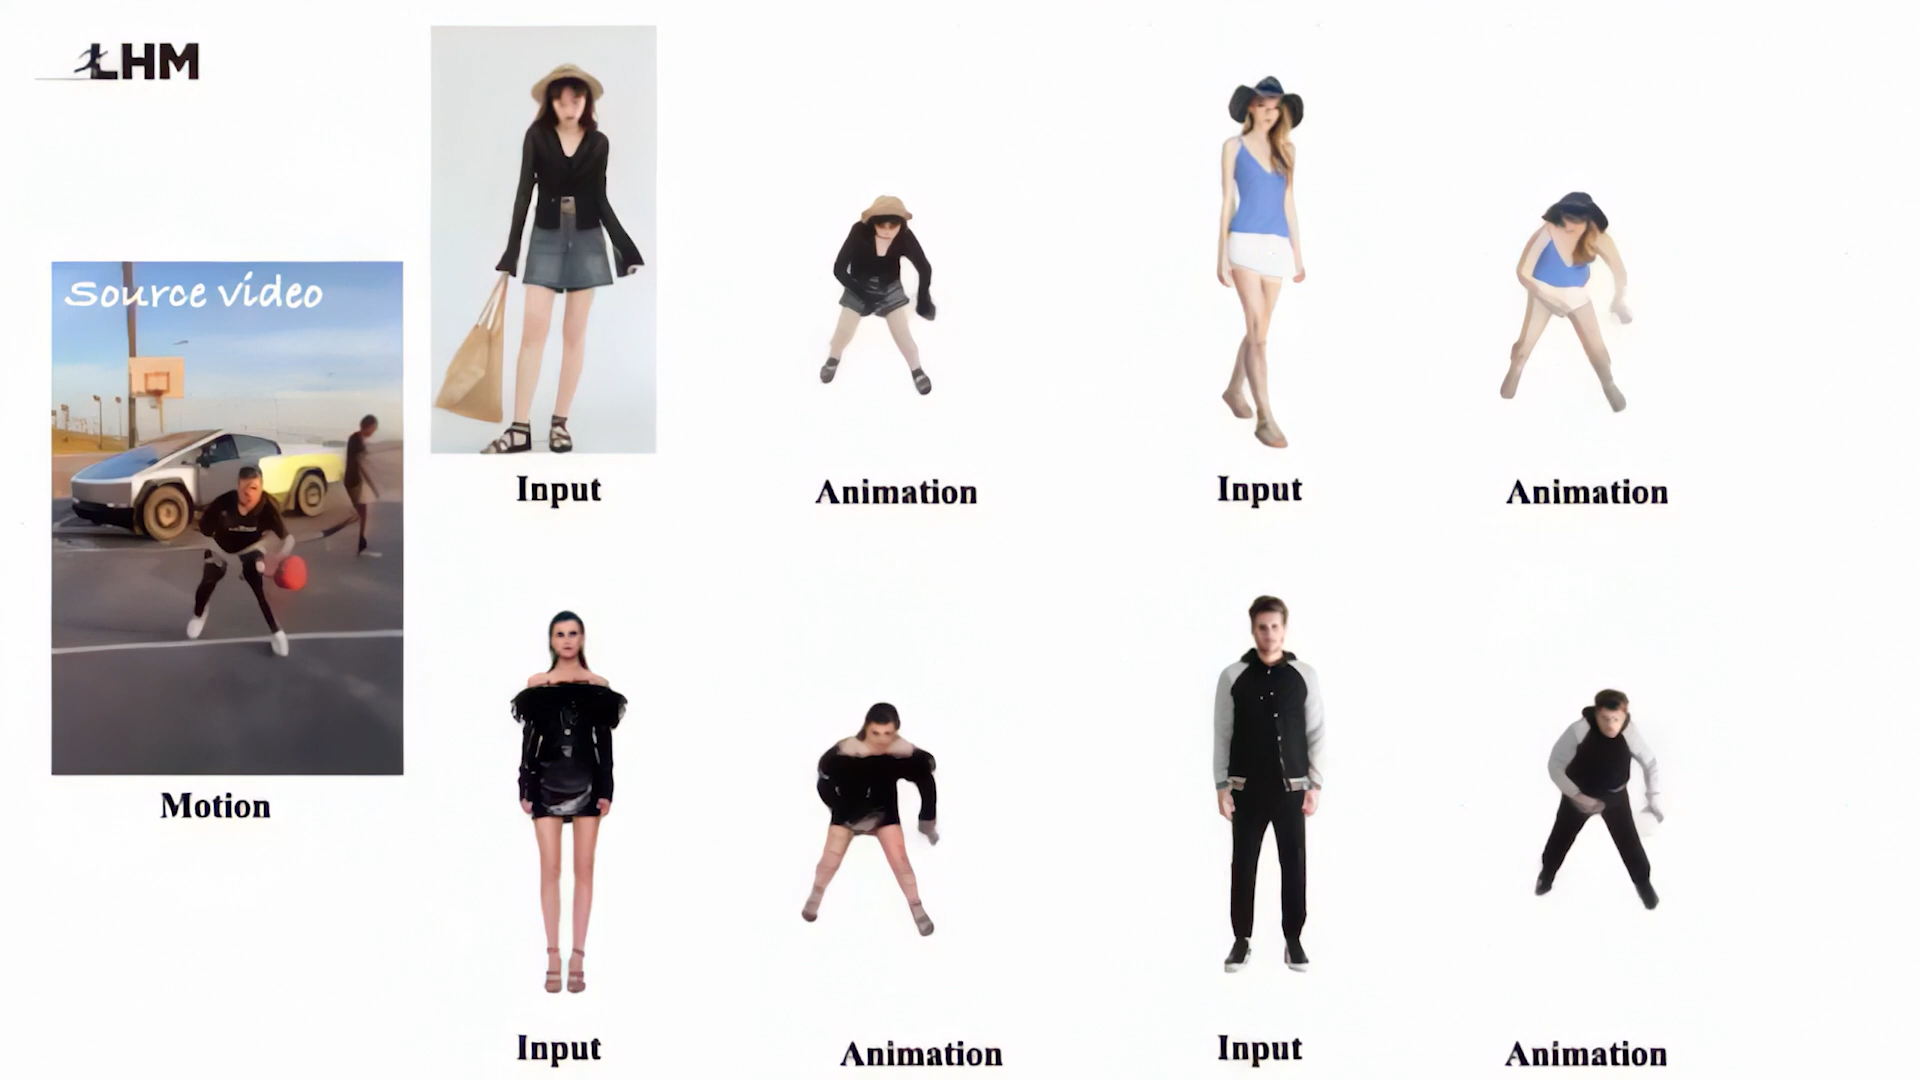 LHM
Source video
Motion
Input
Animation
Input
Animation
Input
Animation
Input
Animation